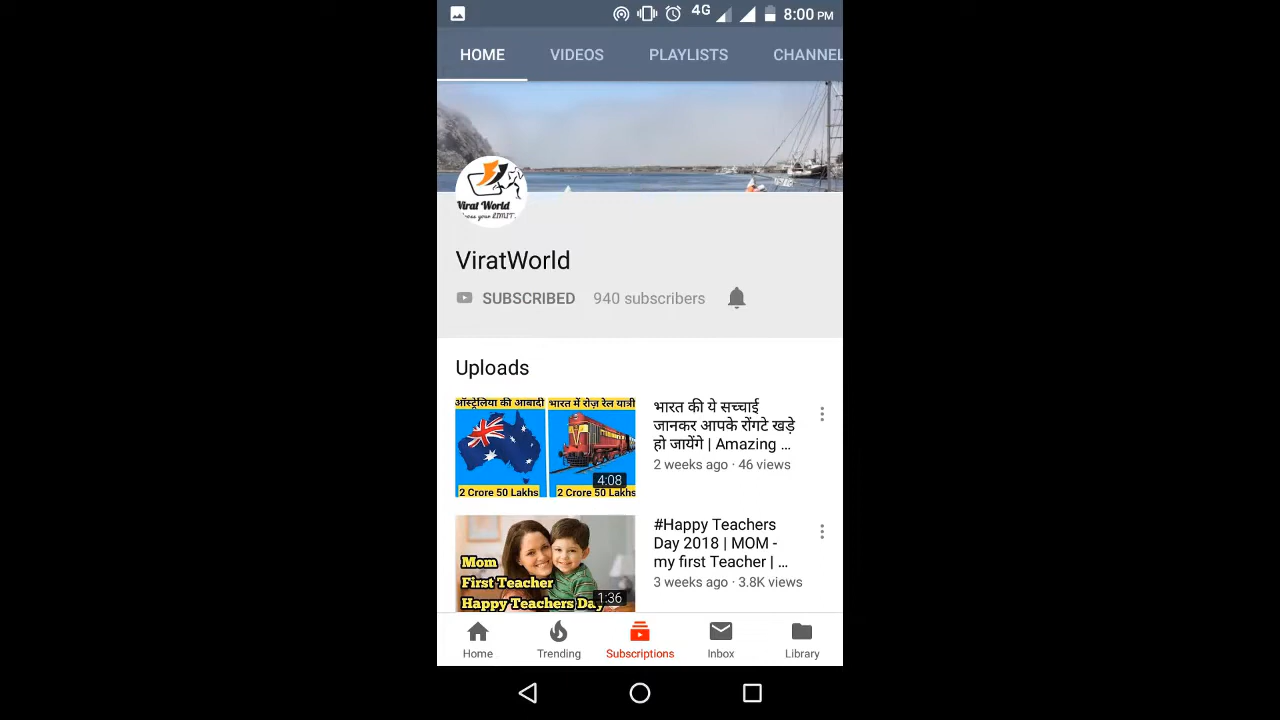 4G 8:00 PM
HOME VIDEOS PLAYLISTS CHANNEL
Virat World
your LIMIT.
ViratWorld
SUBSCRIBED 940 subscribers
Uploads
ऑस्ट्रेलिया की आबादी भारत में रोज़ रेल यात्री
4:08
2 Crore 50 Lakhs 2 Crore 50 Lakhs
भारत की ये सच्चाई
जानकर आपके रोंगटे खड़े
हो जायेंगे | Amazing ...
2 weeks ago · 46 views
Mom
First Teacher
Happy Teachers Day
1:36
#Happy Teachers
Day 2018 | MOM -
my first Teacher | ...
3 weeks ago · 3.8K views
Home Trending Subscriptions Inbox Library